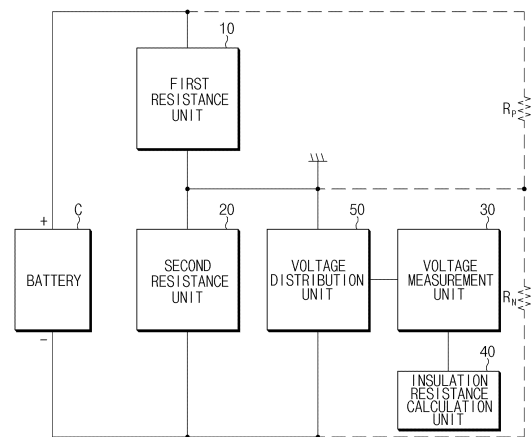 10
FIRST
RESISTANCE
UNIT
R_P
+
C
20
50
30
BATTERY
SECOND
RESISTANCE
UNIT
VOLTAGE
DISTRIBUTION
UNIT
VOLTAGE
MEASUREMENT
UNIT
R_N
−
40
INSULATION
RESISTANCE
CALCULATION
UNIT